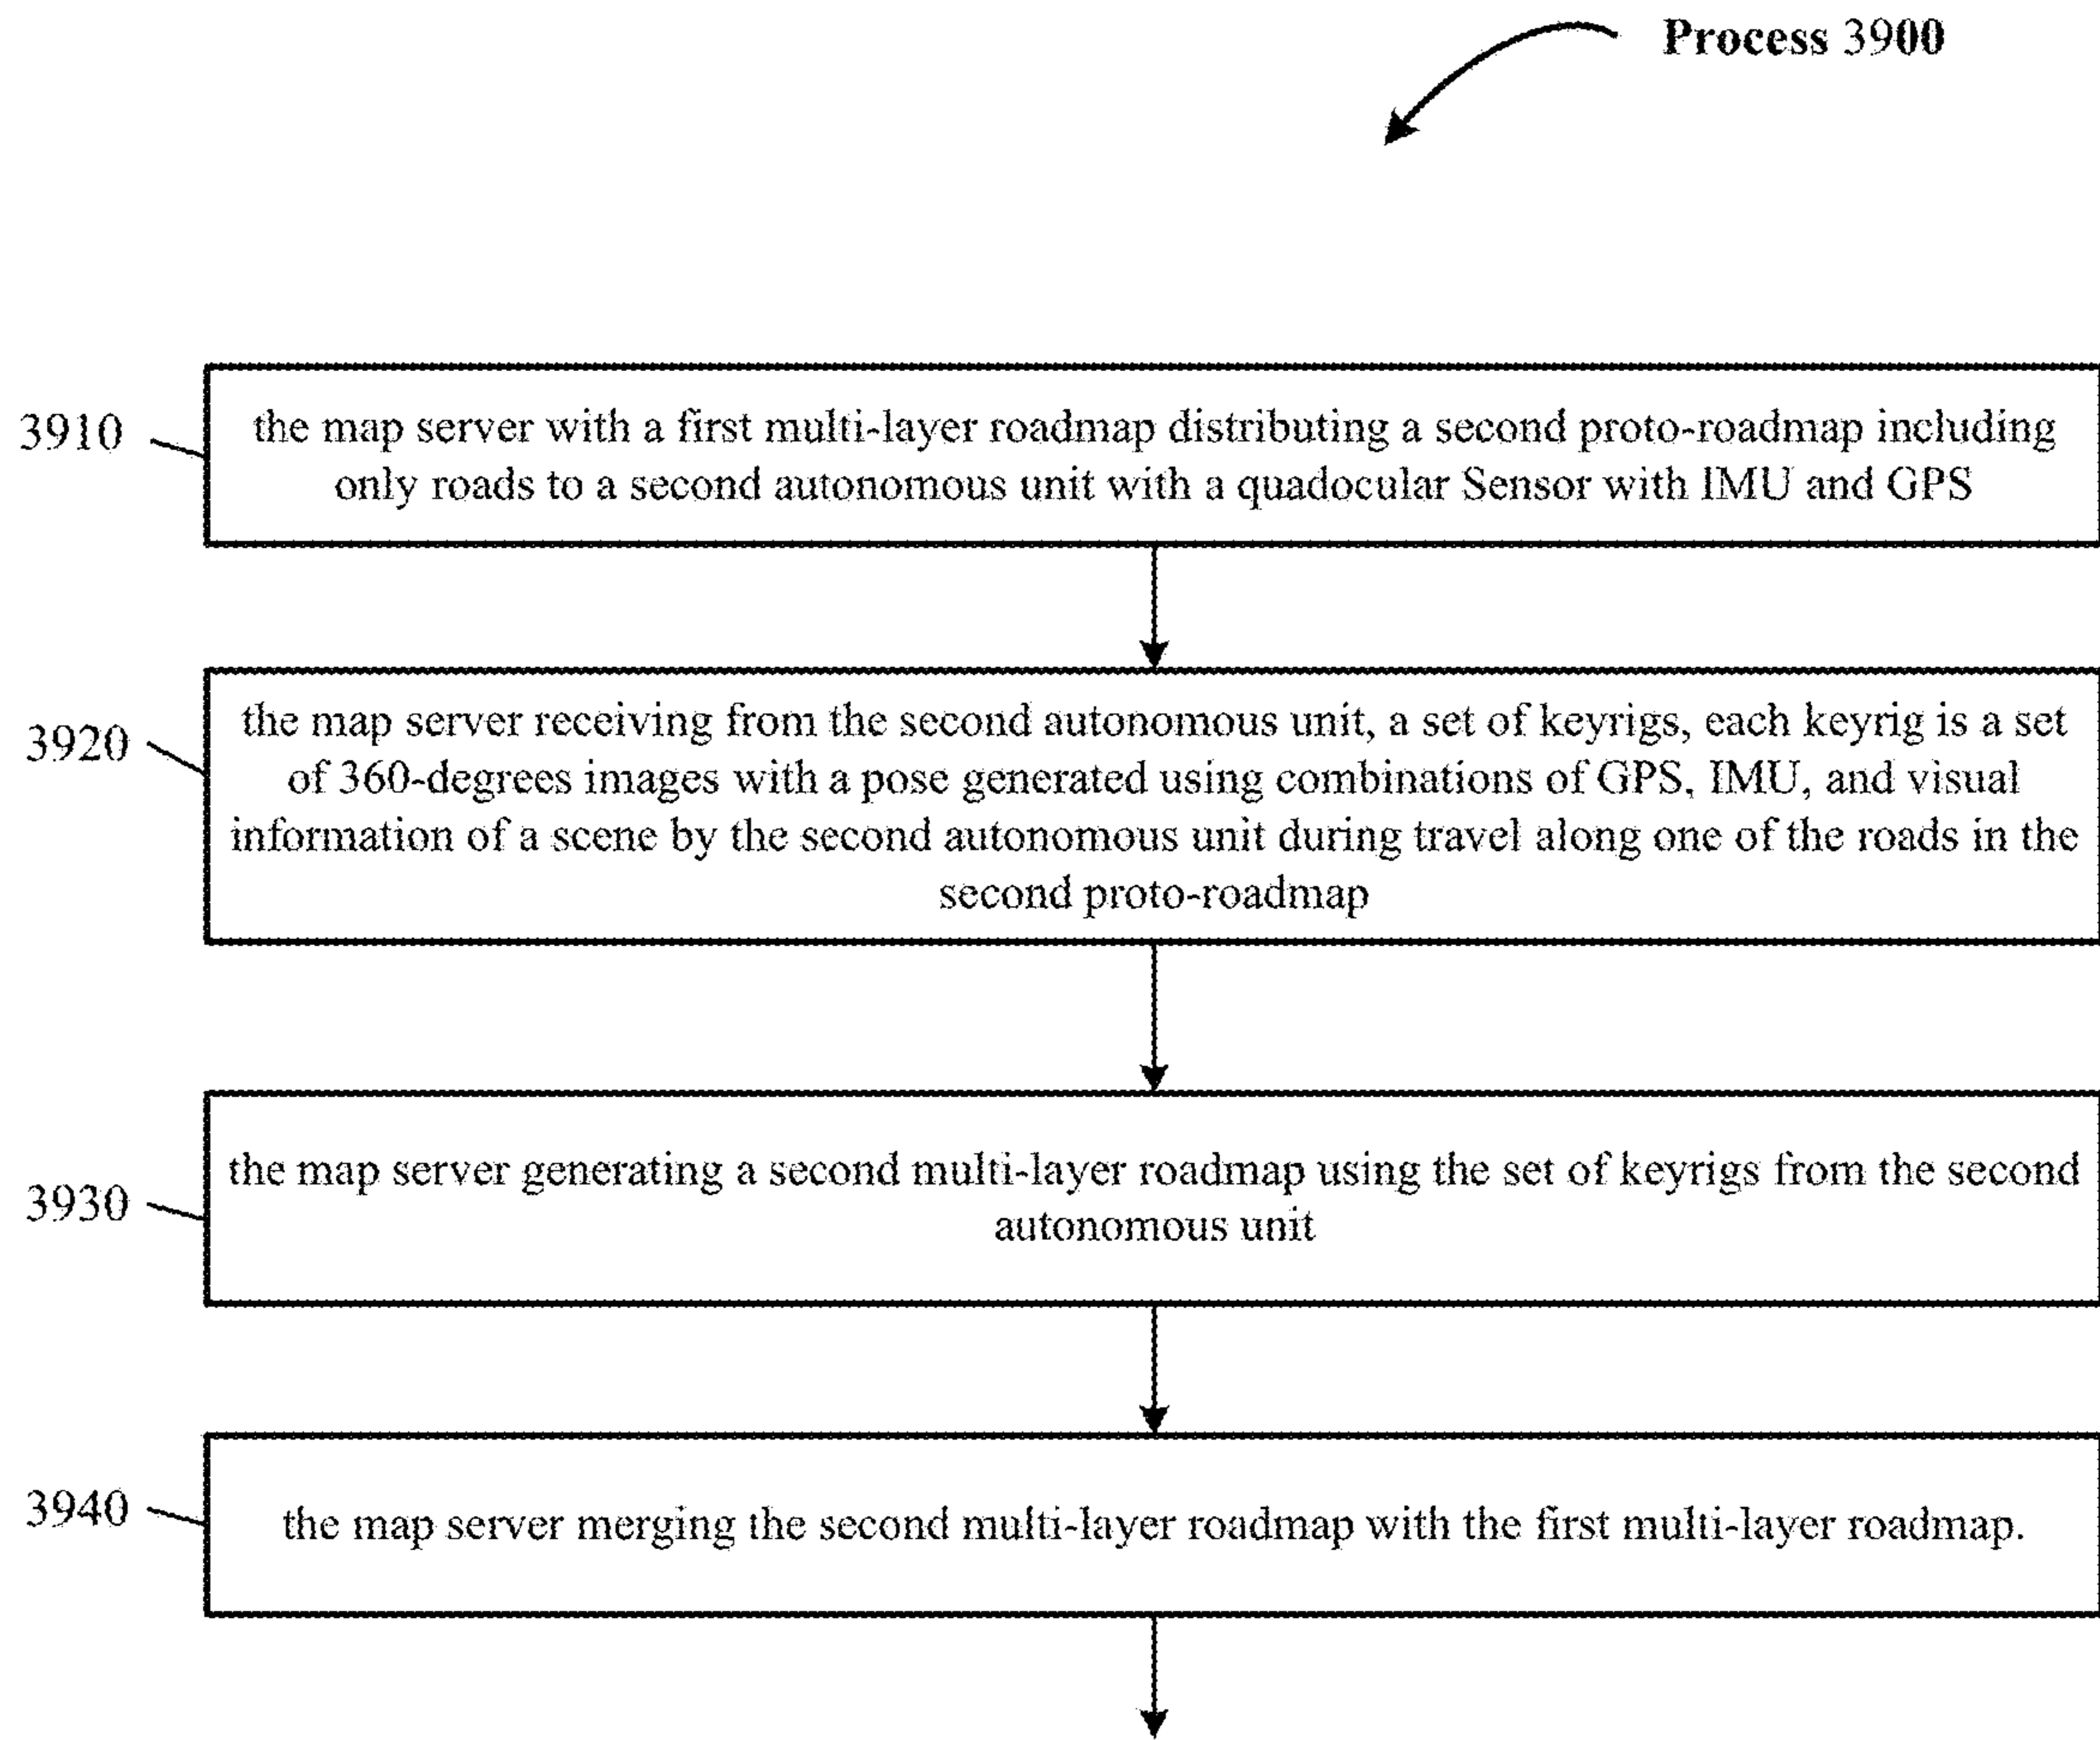 Process 3900
3910
the map server with a first multi-layer roadmap distributing a second proto-roadmap including
only roads to a second autonomous unit with a quadocular Sensor with IMU and GPS
3920
the map server receiving from the second autonomous unit, a set of keyrigs, each keyrig is a set
of 360-degrees images with a pose generated using combinations of GPS, IMU, and visual
information of a scene by the second autonomous unit during travel along one of the roads in the
second proto-roadmap
3930
the map server generating a second multi-layer roadmap using the set of keyrigs from the second
autonomous unit
3940
the map server merging the second multi-layer roadmap with the first multi-layer roadmap.